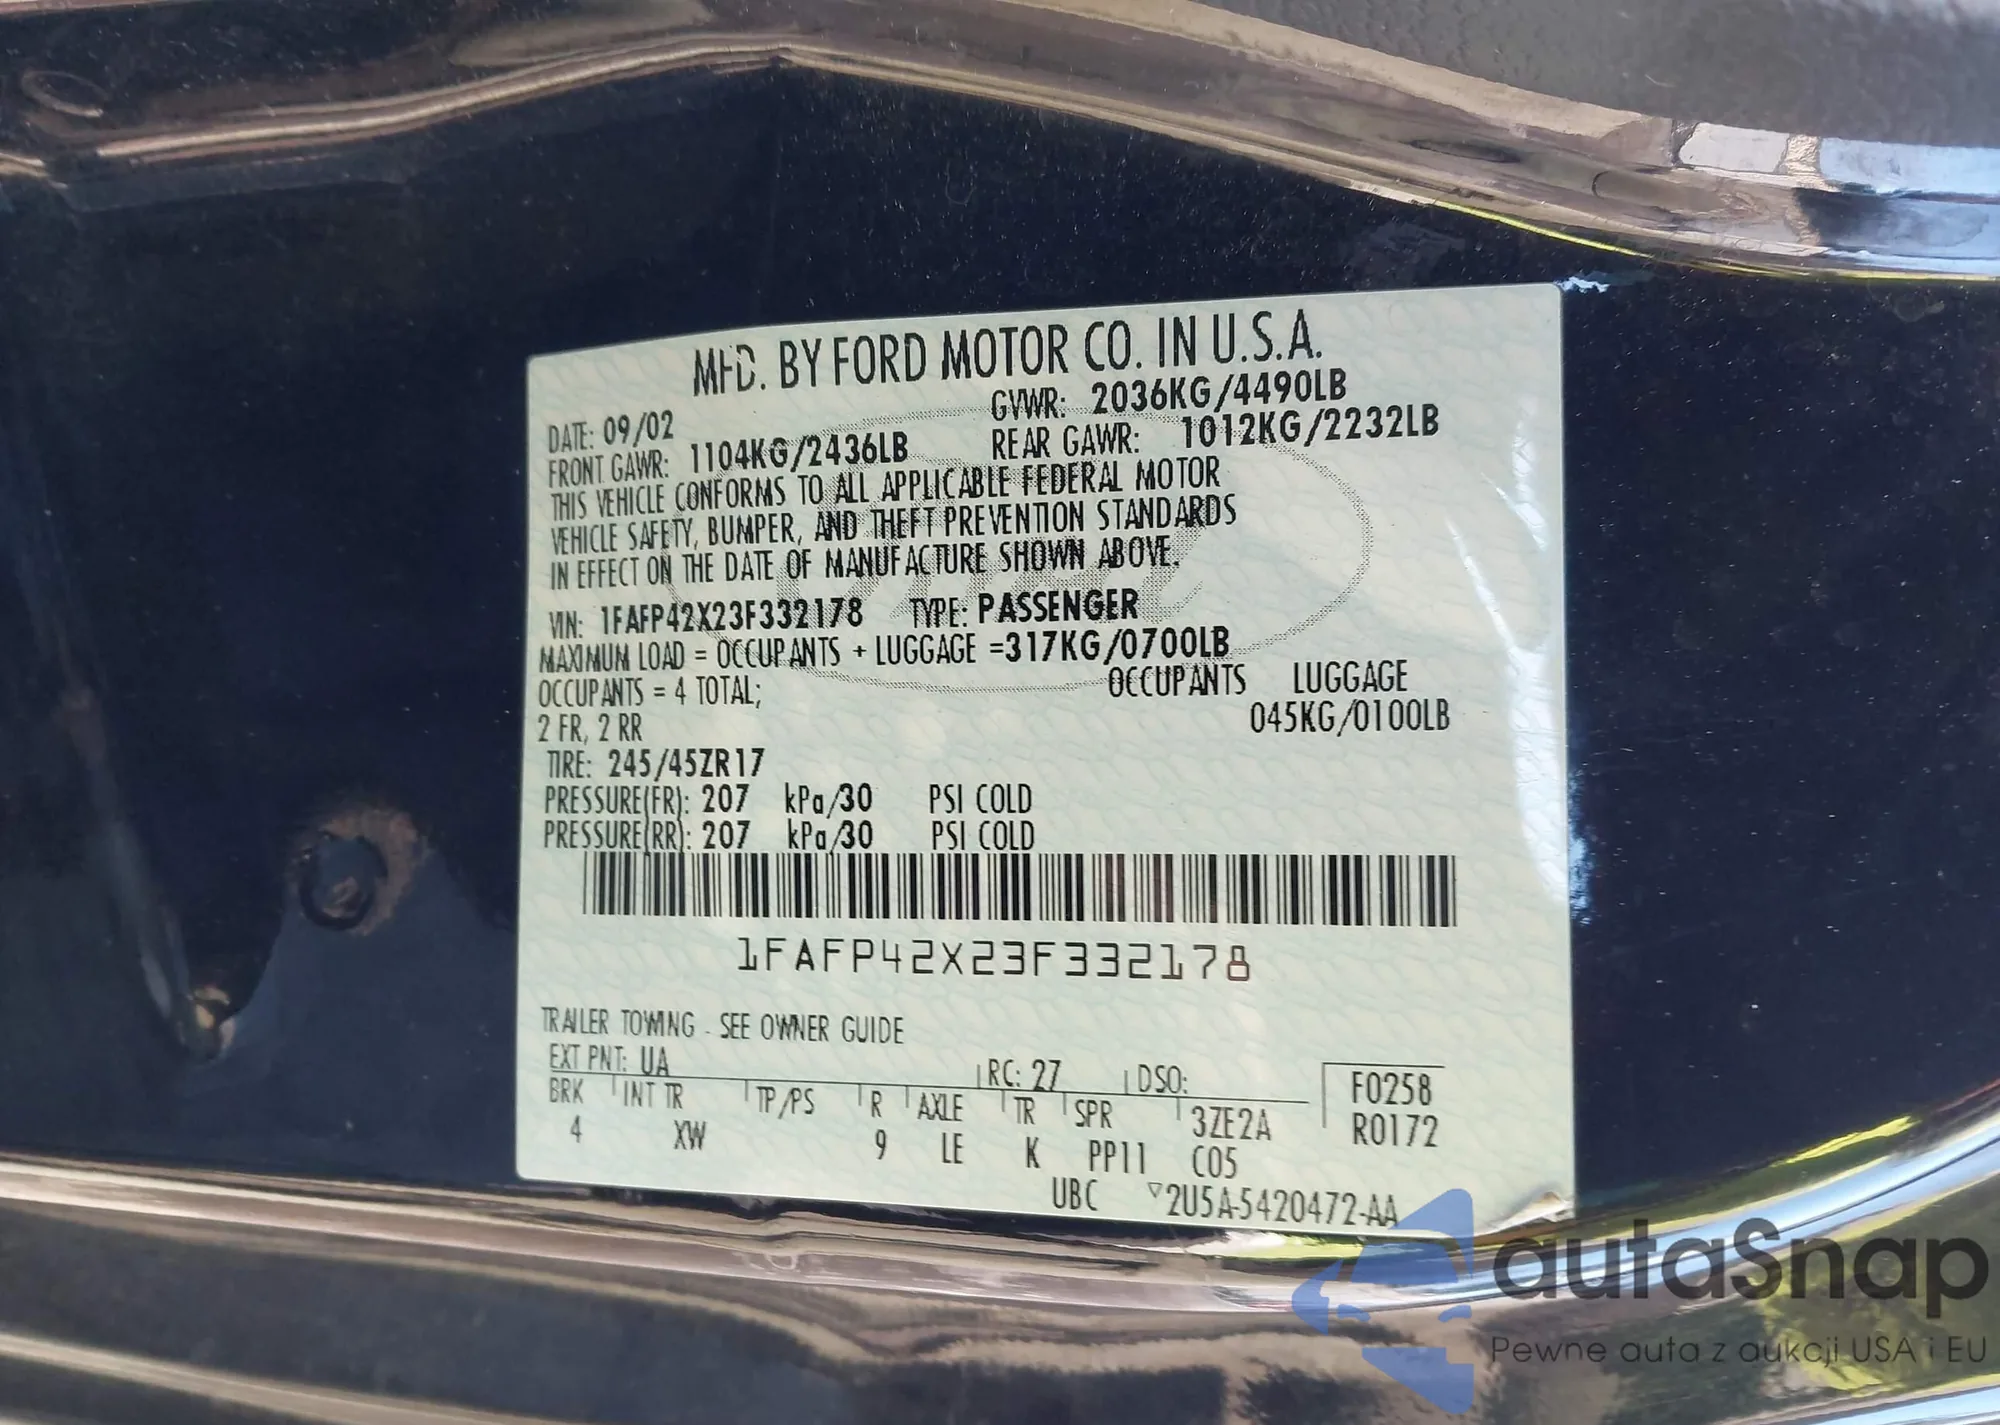 MFD. BY FORD MOTOR CO. IN U.S.A.
DATE: 09/02 GVWR: 2036KG/4490LB
FRONT GAWR: 1104KG/2436LB REAR GAWR: 1012KG/2232LB
THIS VEHICLE CONFORMS TO ALL APPLICABLE FEDERAL MOTOR
VEHICLE SAFETY, BUMPER, AND THEFT PREVENTION STANDARDS
IN EFFECT ON THE DATE OF MANUFACTURE SHOWN ABOVE.
VIN: 1FAFP42X23F332178 TYPE: PASSENGER
MAXIMUM LOAD = OCCUPANTS + LUGGAGE =317KG/0700LB
OCCUPANTS = 4 TOTAL; OCCUPANTS LUGGAGE
2 FR, 2 RR 045KG/0100LB
TIRE: 245/45ZR17
PRESSURE(FR): 207 kPa/30 PSI COLD
PRESSURE(RR): 207 kPa/30 PSI COLD
1FAFP42X23F332178
TRAILER TOWING - SEE OWNER GUIDE
EXT PNT: UA RC: 27 DSO: F0258
BRK INT TR TP/PS R AXLE TR SPR 3ZE2A R0172
4 XW 9 LE K PP11 C05
UBC ▽2U5A-5420472-AA
autaSnap
Pewne auta z aukcji USA i EU